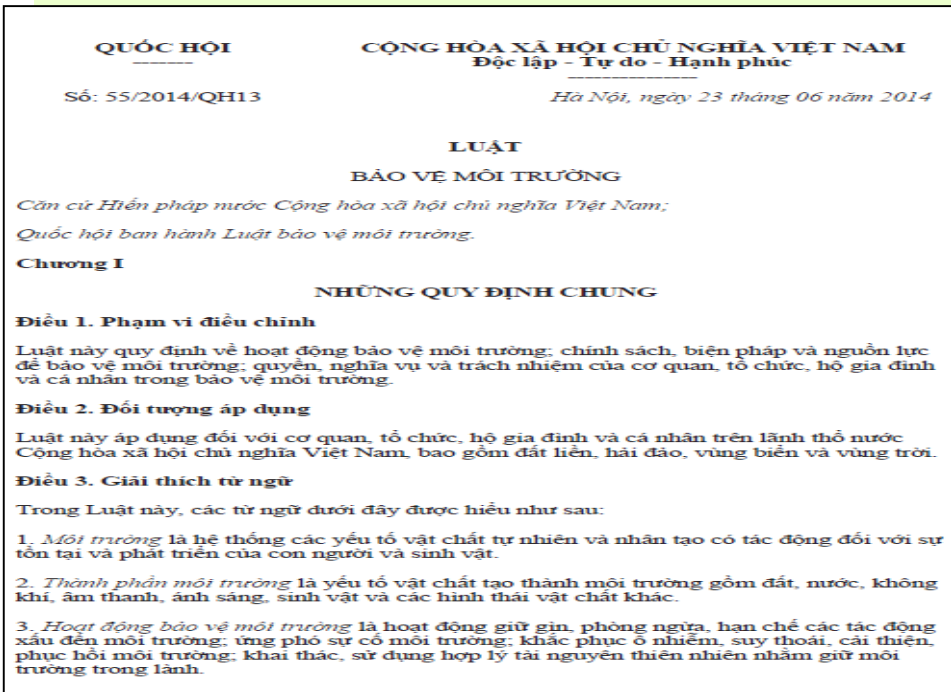 QUỐC HỘI
-------
CỘNG HÒA XÃ HỘI CHỦ NGHĨA VIỆT NAM
Độc lập - Tự do - Hạnh phúc
---------------
Số: 55/2014/QH13
Hà Nội, ngày 23 tháng 06 năm 2014
LUẬT
BẢO VỆ MÔI TRƯỜNG
Căn cứ Hiến pháp nước Cộng hòa xã hội chủ nghĩa Việt Nam;
Quốc hội ban hành Luật bảo vệ môi trường.
Chương I
NHỮNG QUY ĐỊNH CHUNG
Điều 1. Phạm vi điều chỉnh
Luật này quy định về hoạt động bảo vệ môi trường; chính sách, biện pháp và nguồn lực
để bảo vệ môi trường; quyền, nghĩa vụ và trách nhiệm của cơ quan, tổ chức, hộ gia đình
và cá nhân trong bảo vệ môi trường.
Điều 2. Đối tượng áp dụng
Luật này áp dụng đối với cơ quan, tổ chức, hộ gia đình và cá nhân trên lãnh thổ nước
Cộng hòa xã hội chủ nghĩa Việt Nam, bao gồm đất liền, hải đảo, vùng biển và vùng trời.
Điều 3. Giải thích từ ngữ
Trong Luật này, các từ ngữ dưới đây được hiểu như sau:
1. Môi trường là hệ thống các yếu tố vật chất tự nhiên và nhân tạo có tác động đối với sự
tồn tại và phát triển của con người và sinh vật.
2. Thành phần môi trường là yếu tố vật chất tạo thành môi trường gồm đất, nước, không
khí, âm thanh, ánh sáng, sinh vật và các hình thái vật chất khác.
3. Hoạt động bảo vệ môi trường là hoạt động giữ gìn, phòng ngừa, hạn chế các tác động
xấu đến môi trường; ứng phó sự cố môi trường; khắc phục ô nhiễm, suy thoái, cải thiện,
phục hồi môi trường; khai thác, sử dụng hợp lý tài nguyên thiên nhiên nhằm giữ môi
trường trong lành.